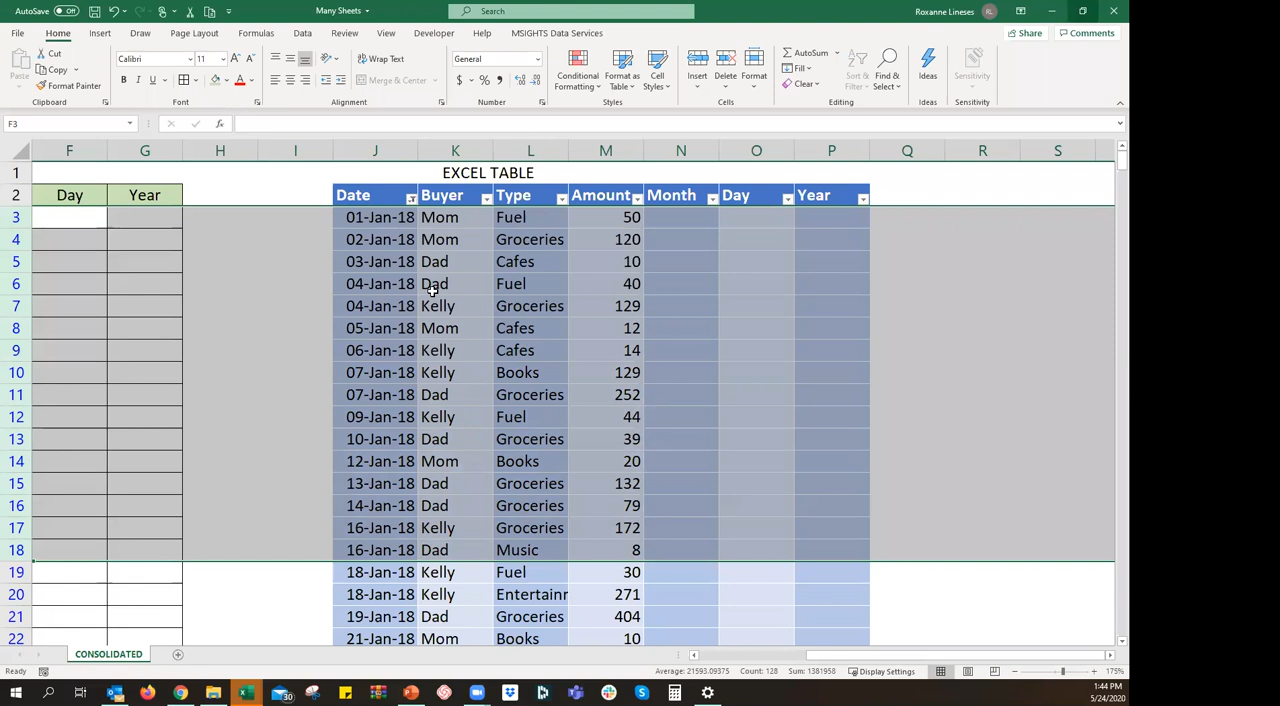 AutoSave Off Many Sheets Search Roxanne Lineses RL
File Home Insert Draw Page Layout Formulas Data Review View Developer Help MSIGHTS Data Services Share Comments
Paste Cut Copy Format Painter Calibri 11 Wrap Text General Conditional Formatting Format as Table Cell Styles Insert Delete Format AutoSum Fill Clear Sort & Filter Find & Select Ideas Sensitivity
B I U A Merge & Center $ %
Clipboard Font Alignment Number Styles Cells Editing Ideas Sensitivity
F3 fx
F G H I J K L M N O P Q R S
1 EXCEL TABLE
2 Day Year Date Buyer Type Amount Month Day Year
3 01-Jan-18 Mom Fuel 50
4 02-Jan-18 Mom Groceries 120
5 03-Jan-18 Dad Cafes 10
6 04-Jan-18 Dad Fuel 40
7 04-Jan-18 Kelly Groceries 129
8 05-Jan-18 Mom Cafes 12
9 06-Jan-18 Kelly Cafes 14
10 07-Jan-18 Kelly Books 129
11 07-Jan-18 Dad Groceries 252
12 09-Jan-18 Kelly Fuel 44
13 10-Jan-18 Dad Groceries 39
14 12-Jan-18 Mom Books 20
15 13-Jan-18 Dad Groceries 132
16 14-Jan-18 Dad Groceries 79
17 16-Jan-18 Kelly Groceries 172
18 16-Jan-18 Dad Music 8
19 18-Jan-18 Kelly Fuel 30
20 18-Jan-18 Kelly Entertainn 271
21 19-Jan-18 Dad Groceries 404
22 21-Jan-18 Mom Books 10
CONSOLIDATED
Ready Average: 21593.09375 Count: 128 Sum: 1381958 Display Settings 175%
30 1:44 PM
5/24/2020